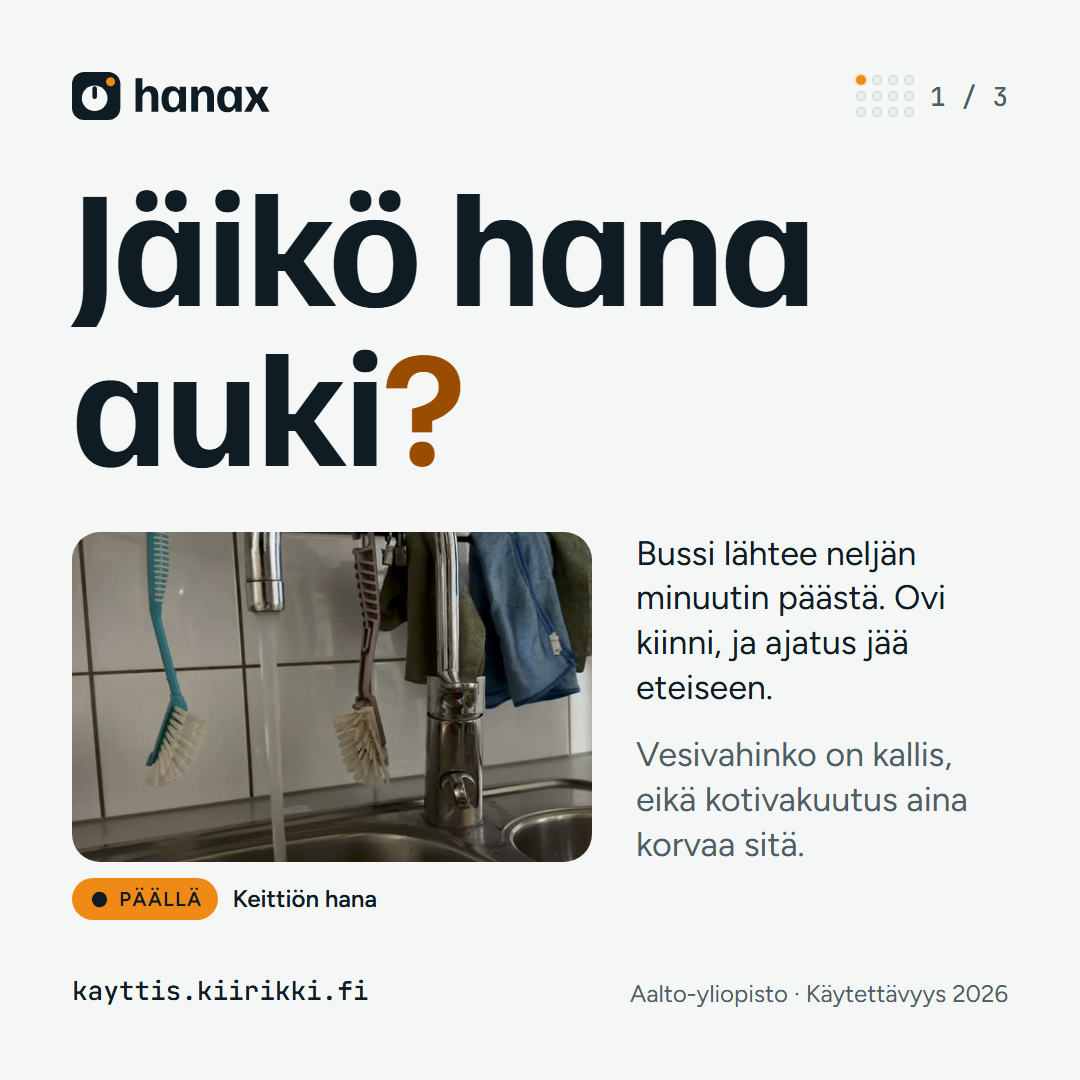 hanax
1 / 3
Jäikö hana
auki?
Bussi lähtee neljän
minuutin päästä. Ovi
kiinni, ja ajatus jää
eteiseen.
Vesivahinko on kallis,
eikä kotivakuutus aina
korvaa sitä.
PÄÄLLÄ Keittiön hana
kayttis.kiirikki.fi
Aalto-yliopisto · Käytettävyys 2026